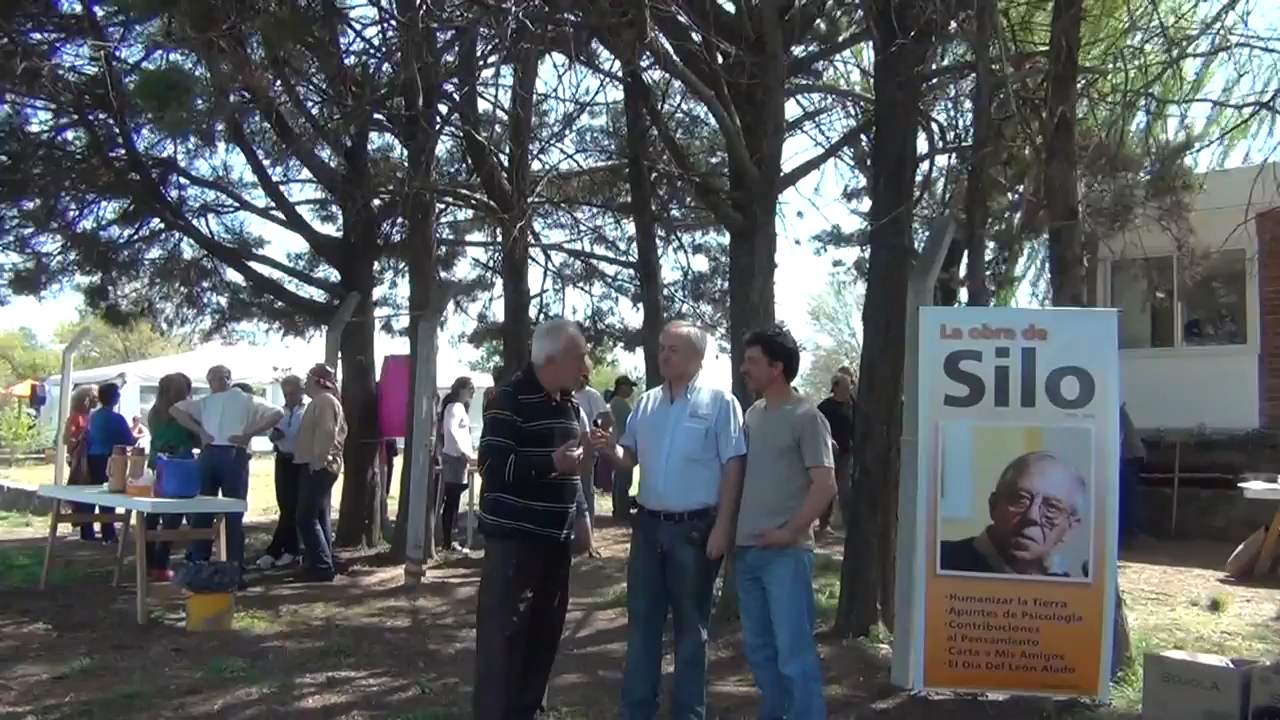 La obra de
Silo
·Humanizar la Tierra
·Apuntes de Psicología
·Contribuciones
al Pensamiento
·Carta a Mis Amigos
·El Día Del León Alado